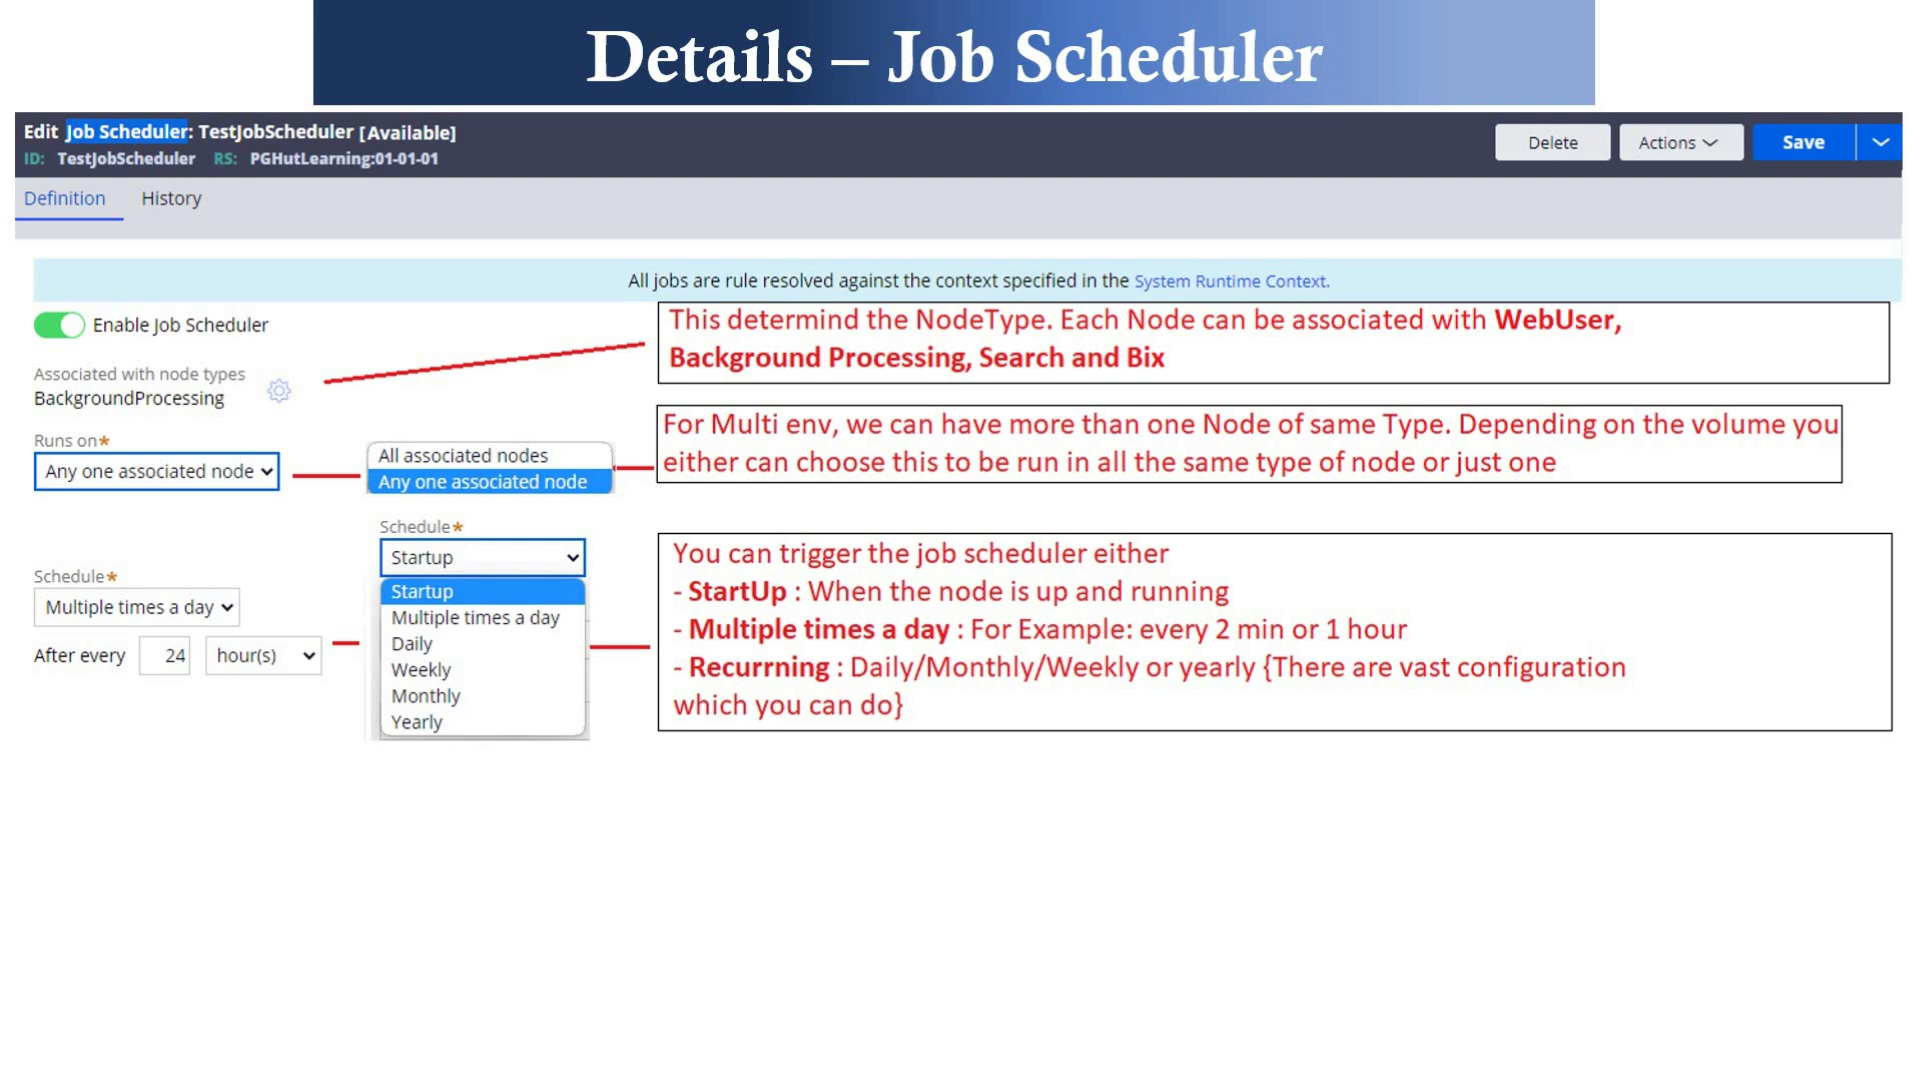 Details – Job Scheduler
Edit Job Scheduler: TestJobScheduler [Available]
ID: TestJobScheduler RS: PGHutLearning:01-01-01
Delete
Actions
Save
Definition
History
All jobs are rule resolved against the context specified in the System Runtime Context.
Enable Job Scheduler
This determind the NodeType. Each Node can be associated with WebUser,
Background Processing, Search and Bix
Associated with node types
BackgroundProcessing
Runs on*
Any one associated node
All associated nodes
Any one associated node
For Multi env, we can have more than one Node of same Type. Depending on the volume you
either can choose this to be run in all the same type of node or just one
Schedule*
Multiple times a day
After every 24 hour(s)
Schedule*
Startup
Startup
Multiple times a day
Daily
Weekly
Monthly
Yearly
You can trigger the job scheduler either
- StartUp : When the node is up and running
- Multiple times a day : For Example: every 2 min or 1 hour
- Recurrning : Daily/Monthly/Weekly or yearly {There are vast configuration
which you can do}